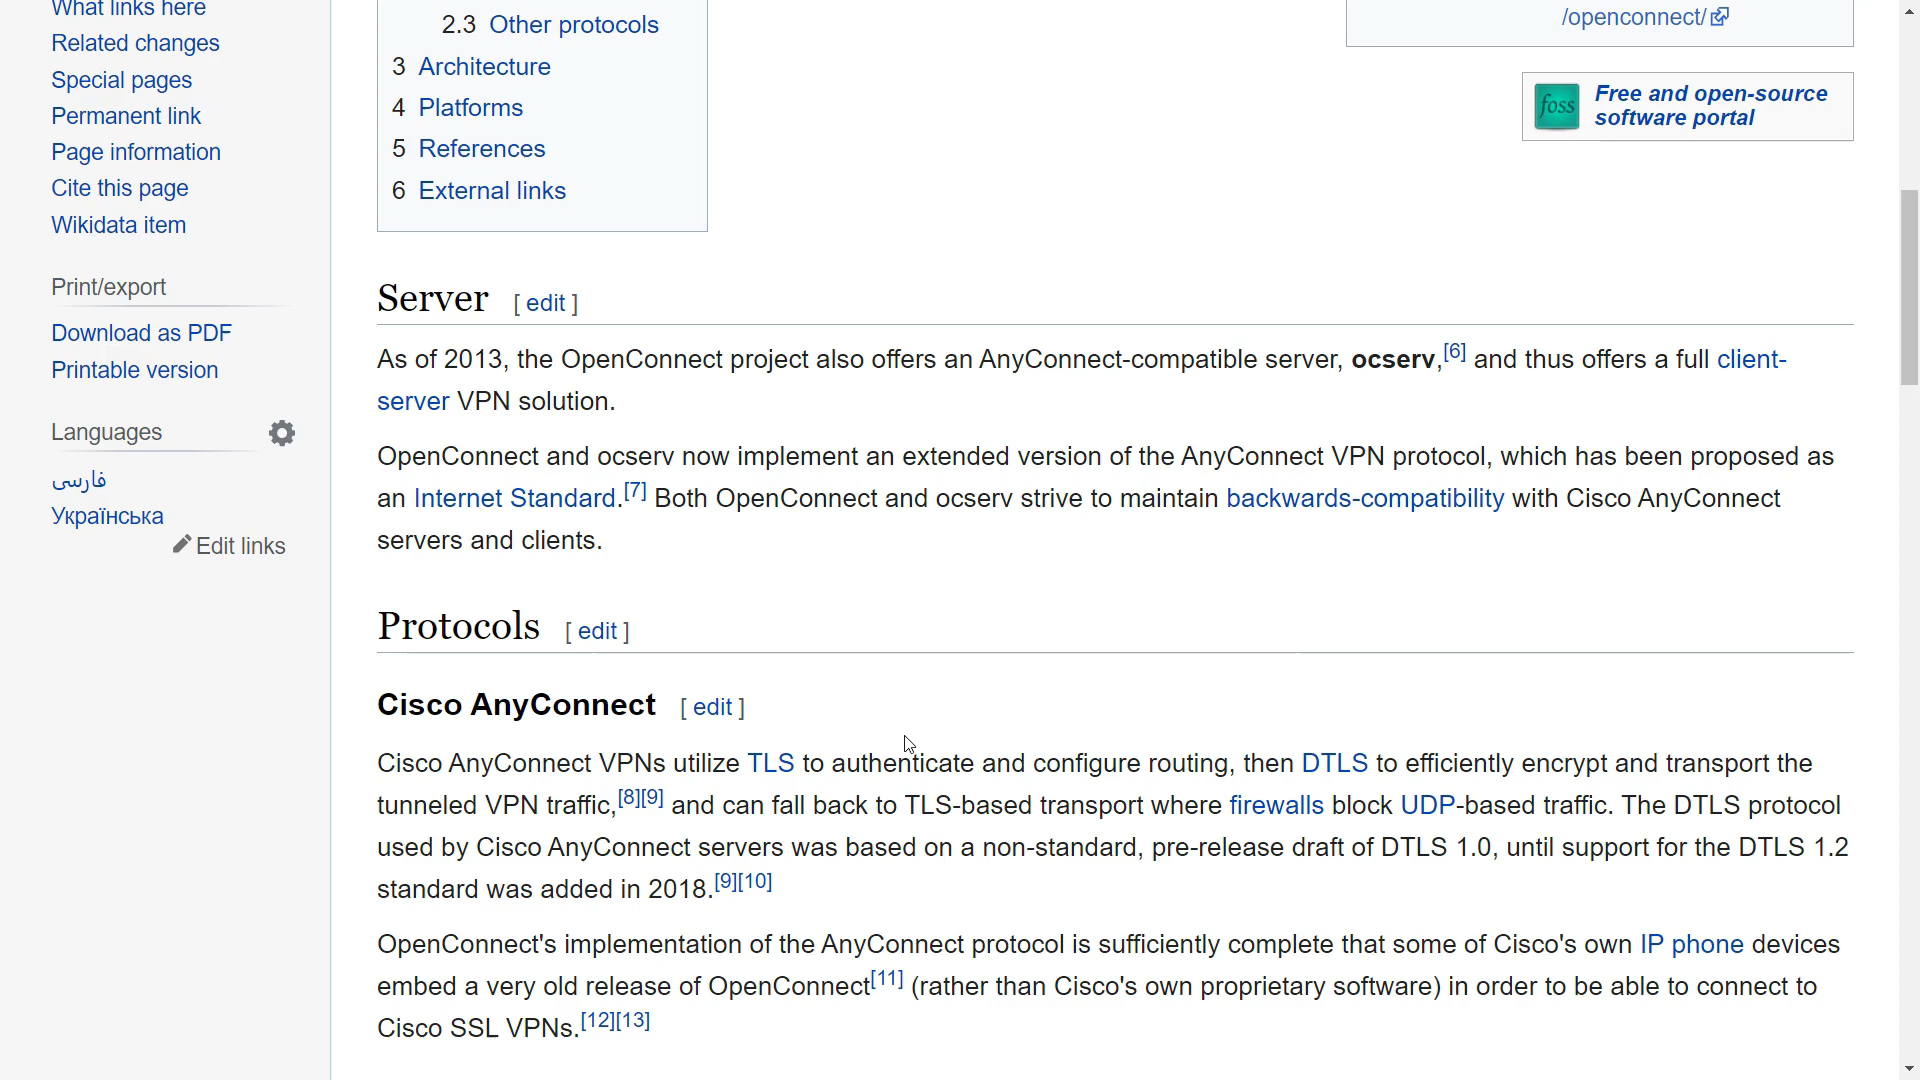 What links here
Related changes
Special pages
Permanent link
Page information
Cite this page
Wikidata item
Print/export
Download as PDF
Printable version
Languages
فارسی
Українська
Edit links
2.3 Other protocols
3 Architecture
4 Platforms
5 References
6 External links
/openconnect/
foss
Free and open-source
software portal
Server [ edit ]
As of 2013, the OpenConnect project also offers an AnyConnect-compatible server, ocserv,[6] and thus offers a full client-
server VPN solution.
OpenConnect and ocserv now implement an extended version of the AnyConnect VPN protocol, which has been proposed as
an Internet Standard.[7] Both OpenConnect and ocserv strive to maintain backwards-compatibility with Cisco AnyConnect
servers and clients.
Protocols [ edit ]
Cisco AnyConnect [ edit ]
Cisco AnyConnect VPNs utilize TLS to authenticate and configure routing, then DTLS to efficiently encrypt and transport the
tunneled VPN traffic,[8][9] and can fall back to TLS-based transport where firewalls block UDP-based traffic. The DTLS protocol
used by Cisco AnyConnect servers was based on a non-standard, pre-release draft of DTLS 1.0, until support for the DTLS 1.2
standard was added in 2018.[9][10]
OpenConnect's implementation of the AnyConnect protocol is sufficiently complete that some of Cisco's own IP phone devices
embed a very old release of OpenConnect[11] (rather than Cisco's own proprietary software) in order to be able to connect to
Cisco SSL VPNs.[12][13]